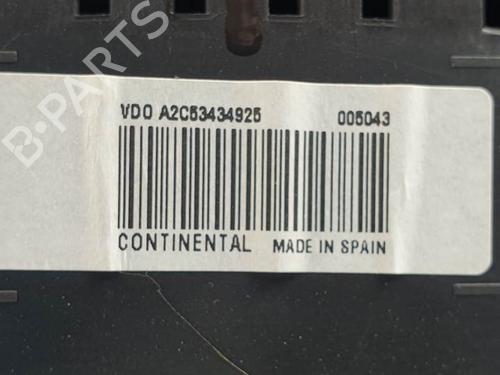 B-PARTS
VDO A2C53434925 005043
CONTINENTAL MADE IN SPAIN